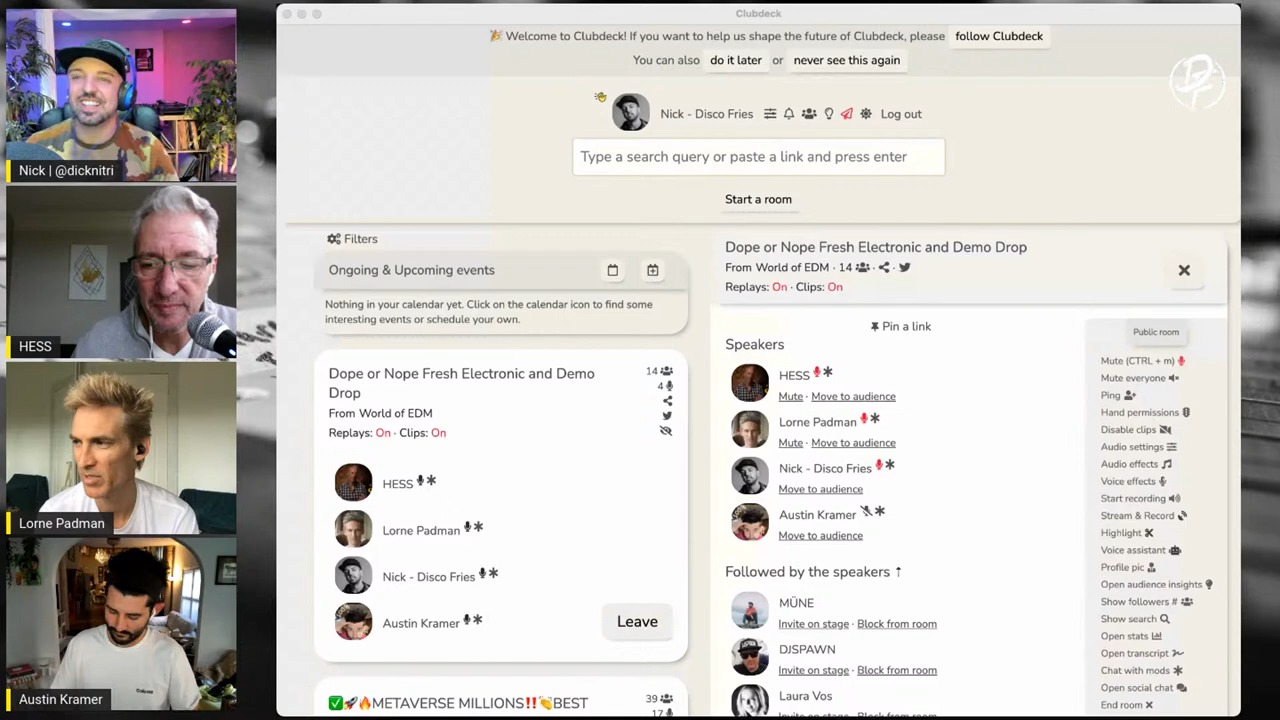 Nick | @dicknitri
HESS
Lorne Padman
Austin Kramer
Clubdeck
🎉 Welcome to Clubdeck! If you want to help us shape the future of Clubdeck, please follow Clubdeck
You can also do it later or never see this again
Nick - Disco Fries Log out
Type a search query or paste a link and press enter
Start a room
Filters
Ongoing & Upcoming events
Nothing in your calendar yet. Click on the calendar icon to find some
interesting events or schedule your own.
Dope or Nope Fresh Electronic and Demo 14
Drop 4
From World of EDM
Replays: On · Clips: On
HESS
Lorne Padman
Nick - Disco Fries
Austin Kramer
Leave
✅🚀🔥METAVERSE MILLIONS‼️👏BEST 39
17
Dope or Nope Fresh Electronic and Demo Drop
From World of EDM · 14
Replays: On · Clips: On
Pin a link
Speakers
HESS
Mute · Move to audience
Lorne Padman
Mute · Move to audience
Nick - Disco Fries
Move to audience
Austin Kramer
Move to audience
Followed by the speakers ↑
MÜNE
Invite on stage · Block from room
DJSPAWN
Invite on stage · Block from room
Laura Vos
Invite on stage · Block from room
Public room
Mute (CTRL + m)
Mute everyone
Ping
Hand permissions
Disable clips
Audio settings
Audio effects
Voice effects
Start recording
Stream & Record
Highlight
Voice assistant
Profile pic
Open audience insights
Show followers #
Show search
Open stats
Open transcript
Chat with mods
Open social chat
End room